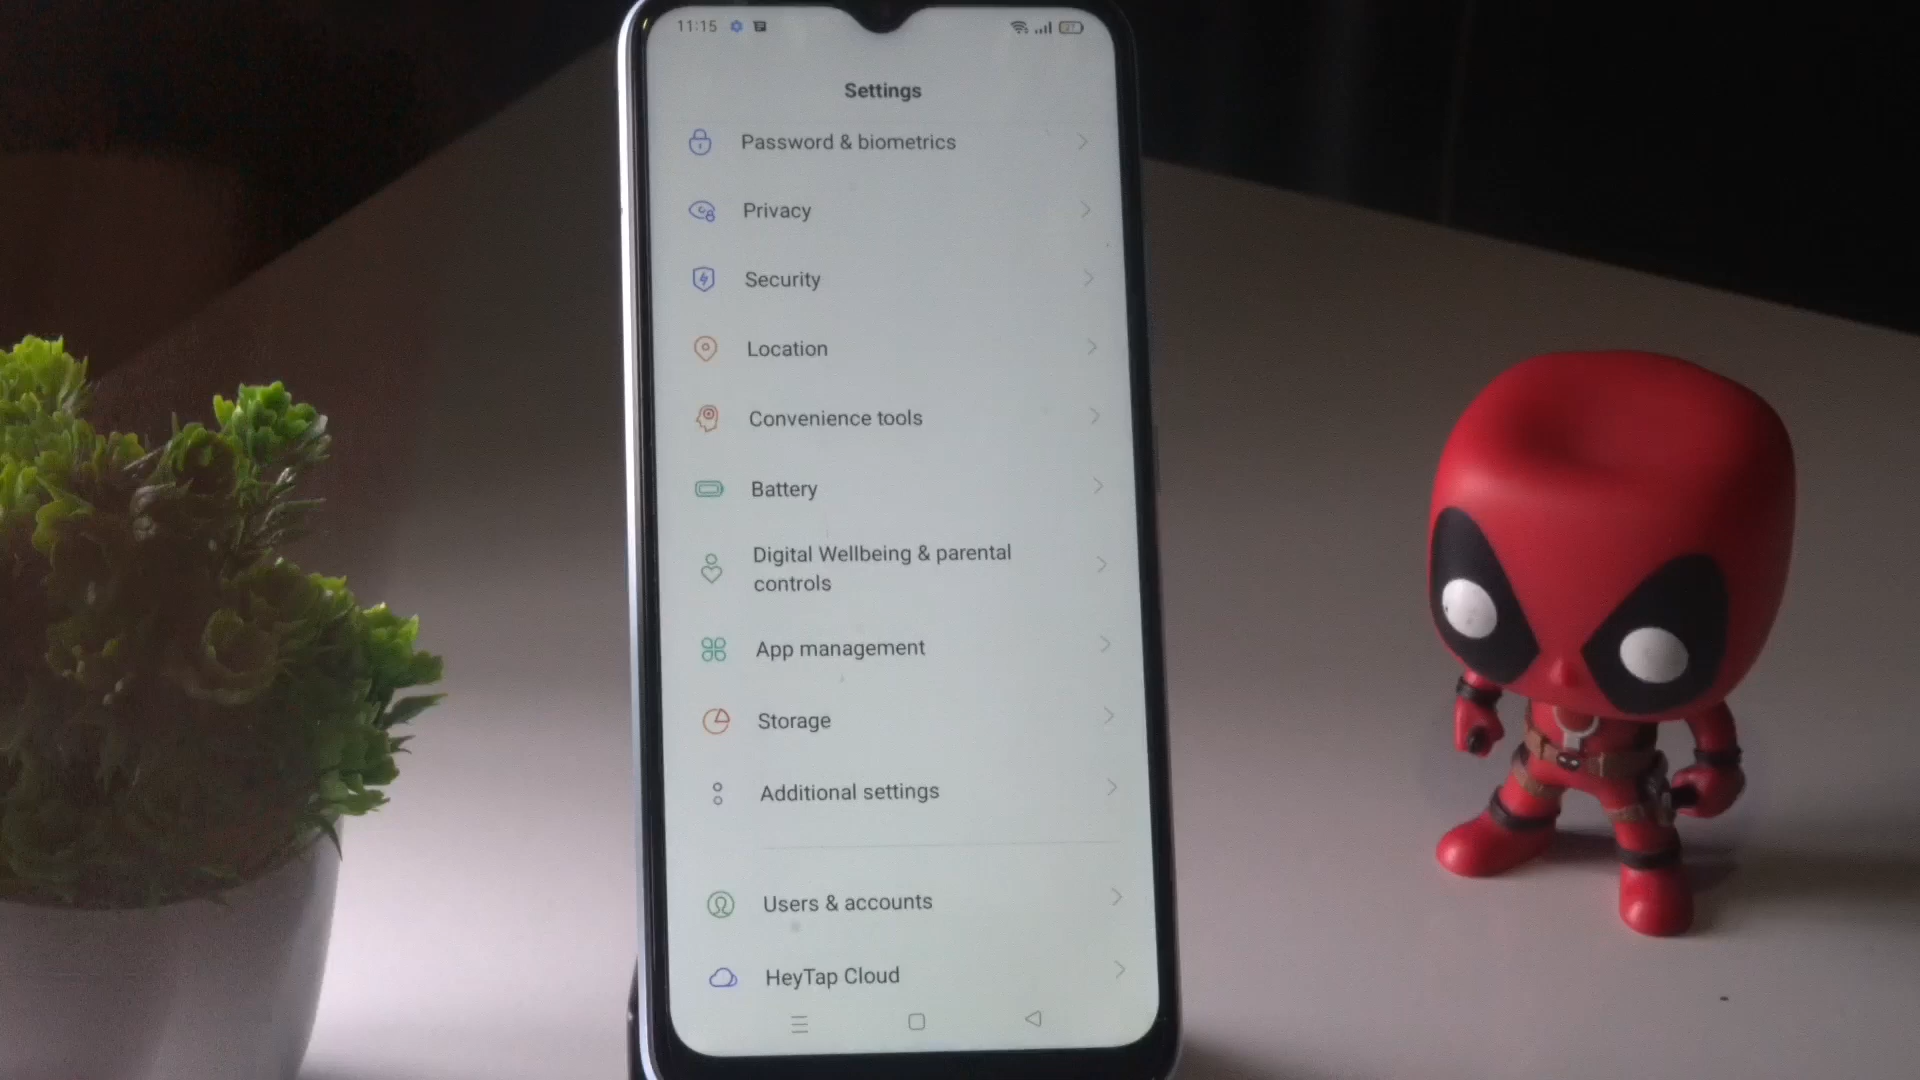 11:15
Settings
Password & biometrics
Privacy
Security
Location
Convenience tools
Battery
Digital Wellbeing & parental
controls
App management
Storage
Additional settings
Users & accounts
HeyTap Cloud